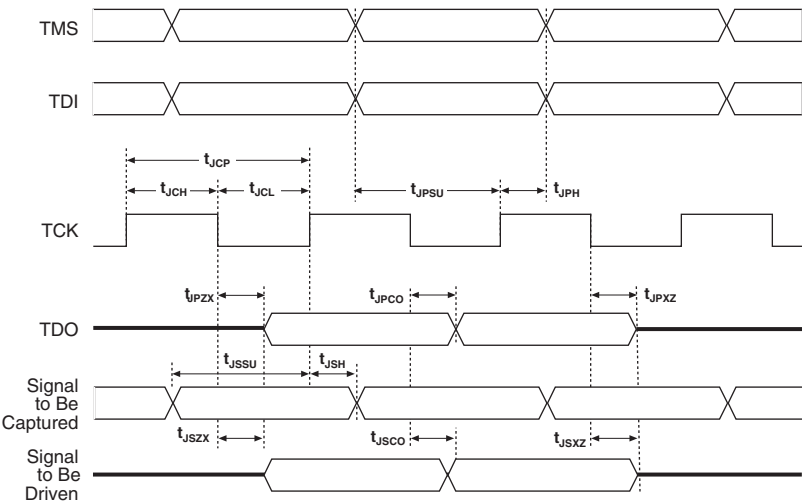 TMS
TDI
tJCP
tJCH
tJCL
tJPSU
tJPH
TCK
tJPZX
tJPCO
tJPXZ
TDO
tJSSU
tJSH
Signal
to Be
Captured
tJSZX
tJSCO
tJSXZ
Signal
to Be
Driven